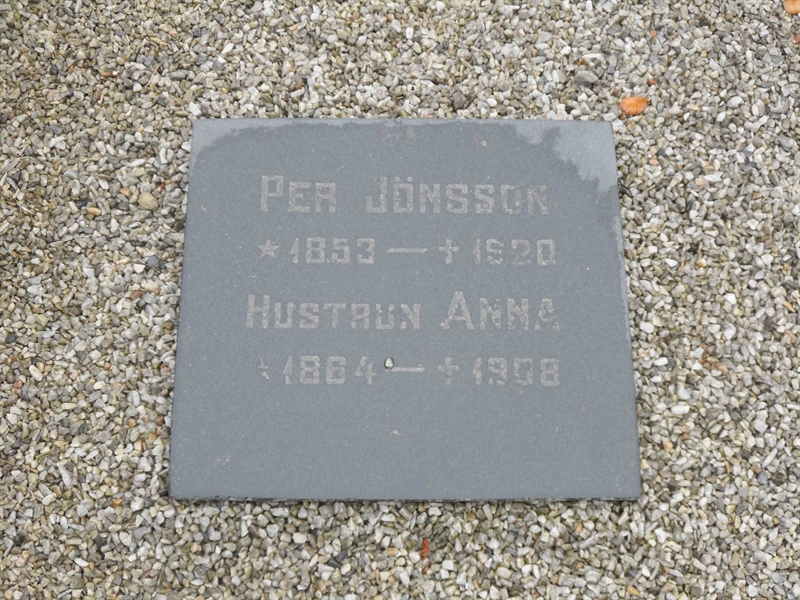 PER JÖNSSON
*1853 — †1920
HUSTRUN ANNA
*1864 — †1908